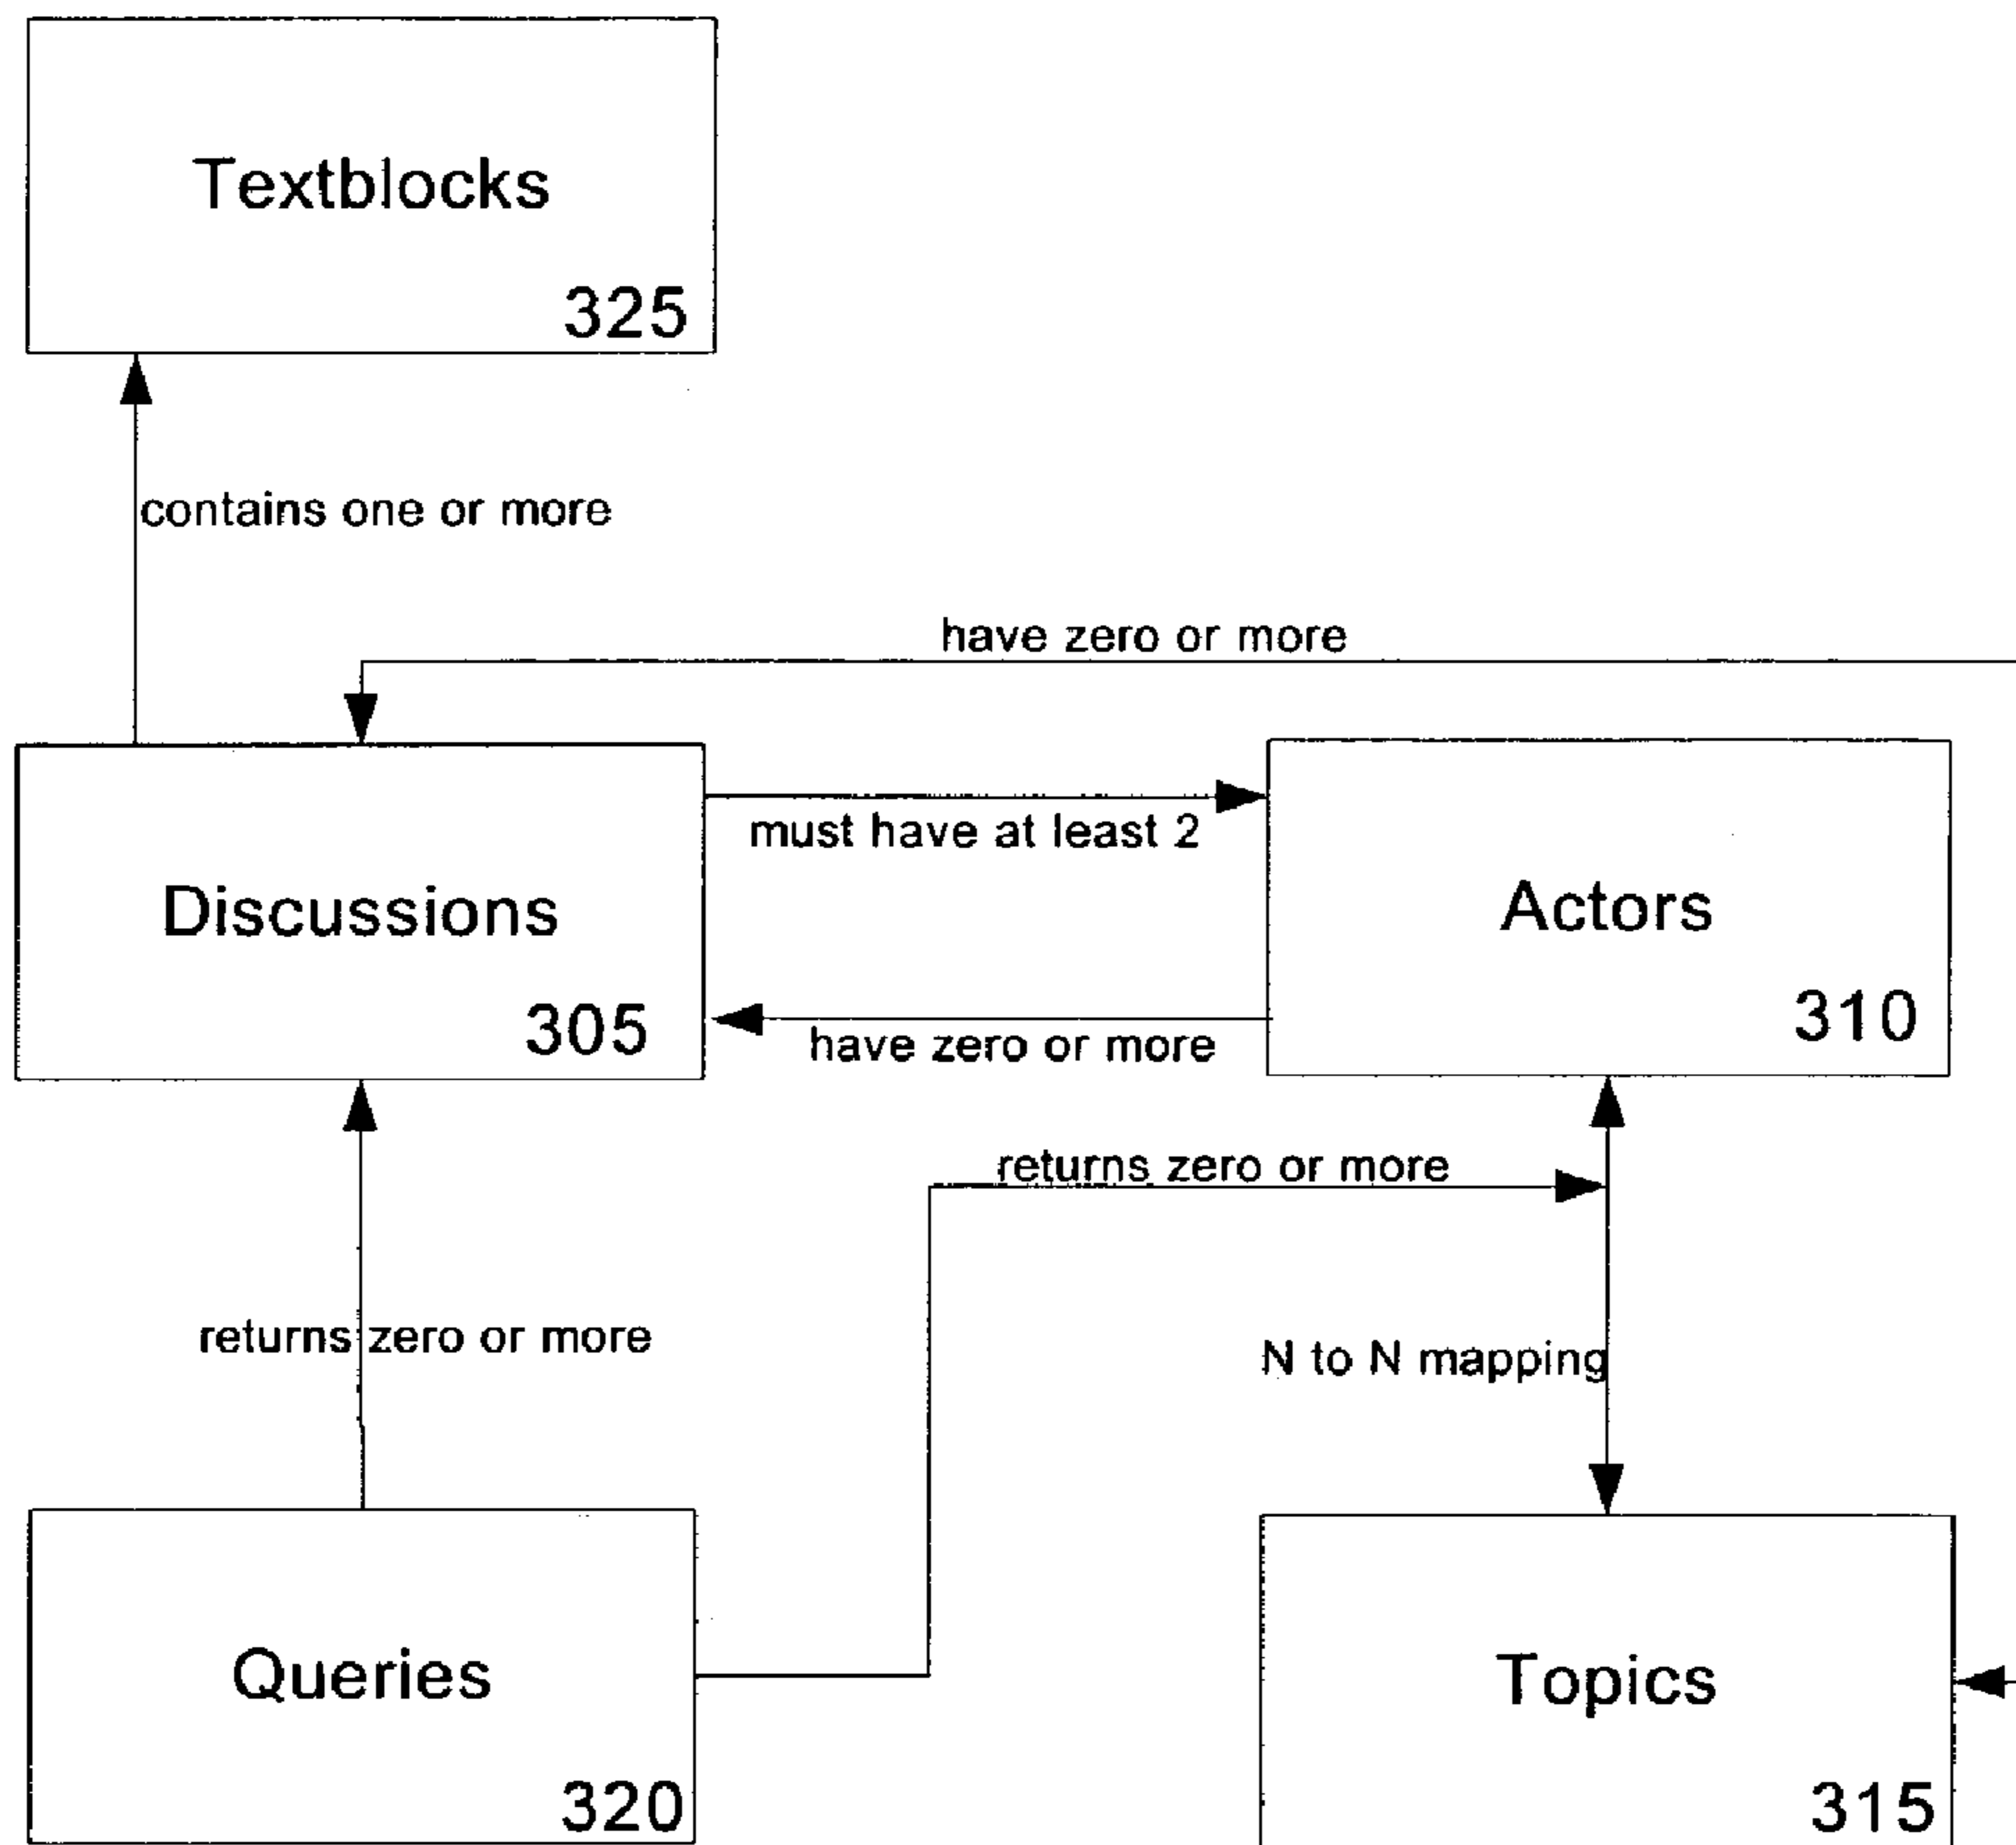 Textblocks
325
contains one or more
have zero or more
must have at least 2
Discussions
305
Actors
310
have zero or more
returns zero or more
returns zero or more
N to N mapping
Queries
320
Topics
315